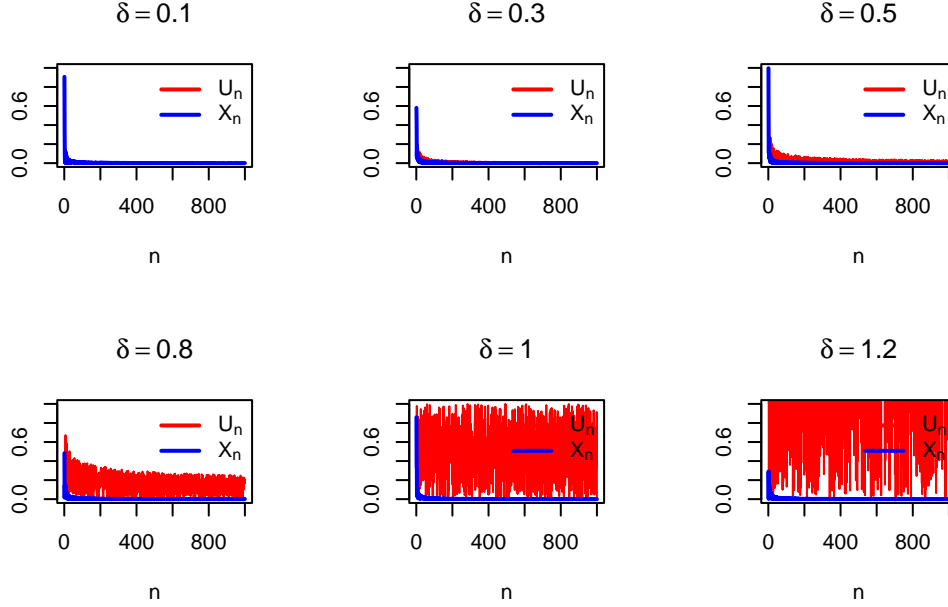 δ = 0.1
0.0 0.6
U_n
X_n
0 400 800
n
δ = 0.3
0.0 0.6
U_n
X_n
0 400 800
n
δ = 0.5
0.0 0.6
U_n
X_n
0 400 800
n
δ = 0.8
0.0 0.6
U_n
X_n
0 400 800
n
δ = 1
0.0 0.6
U_n
X_n
0 400 800
n
δ = 1.2
0.0 0.6
U_n
X_n
0 400 800
n